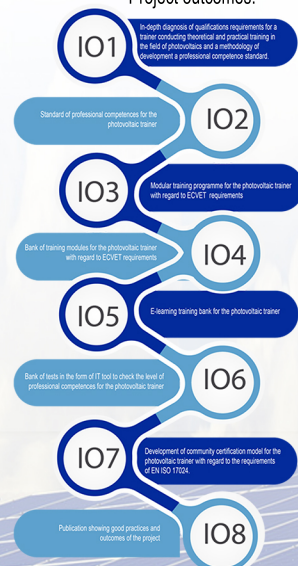 Project outcomes:
IO1
In-depth diagnosis of qualifications requirements for a
trainer conducting theoretical and practical training in
the field of photovoltaics and a methodology of
development a professional competence standard.
Standard of professional competences for the
photovoltaic trainer
IO2
IO3
Modular training programme for the photovoltaic trainer
with regard to ECVET requirements
Bank of training modules for the photovoltaic trainer
with regard to ECVET requirements
IO4
IO5
E-learning training bank for the photovoltaic trainer
Bank of tests in the form of IT tool to check the level of
professional competences for the photovoltaic trainer
IO6
IO7
Development of community certification model for the
photovoltaic trainer with regard to the requirements
of EN ISO 17024.
Publication showing good practices and
outcomes of the project
IO8